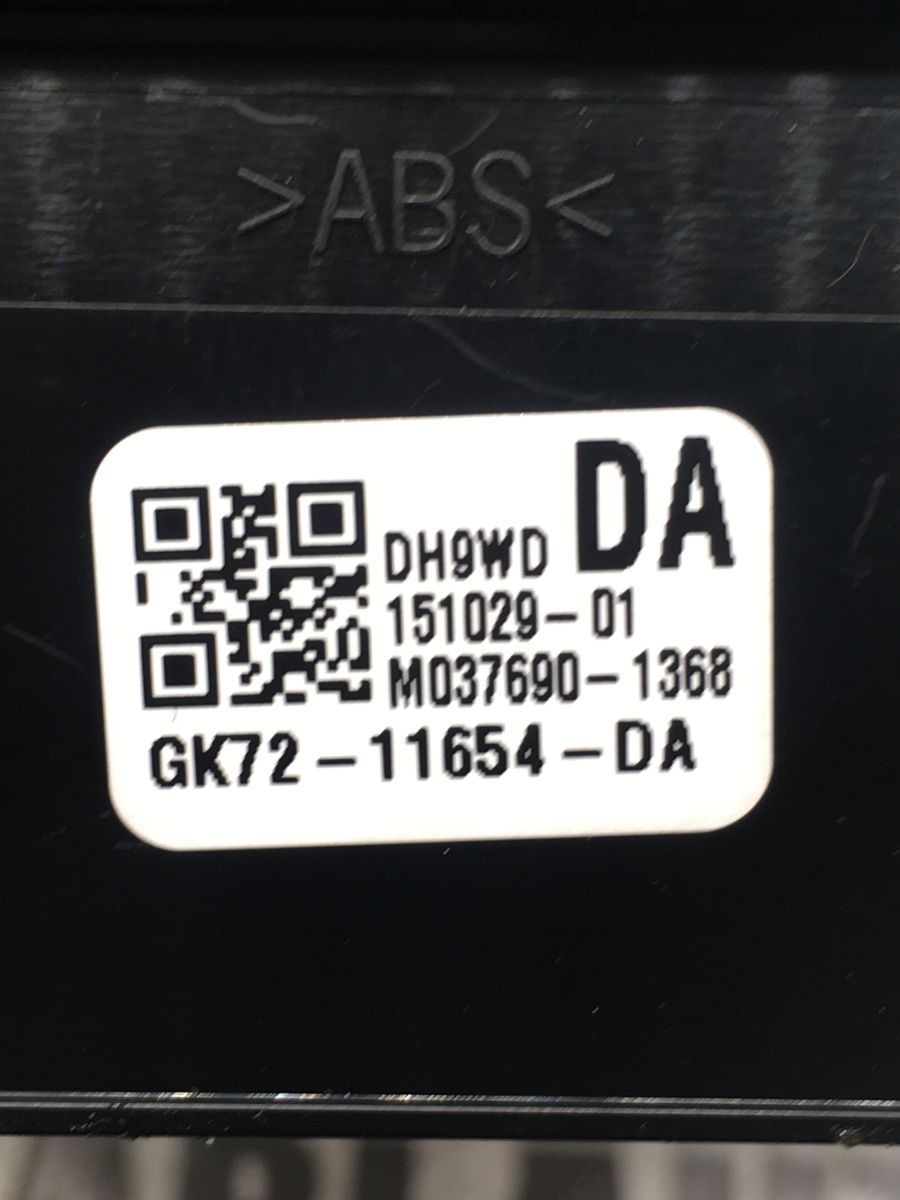 >ABS<
DA
DH9WD
151029-01
M037690-1368
GK72-11654-DA